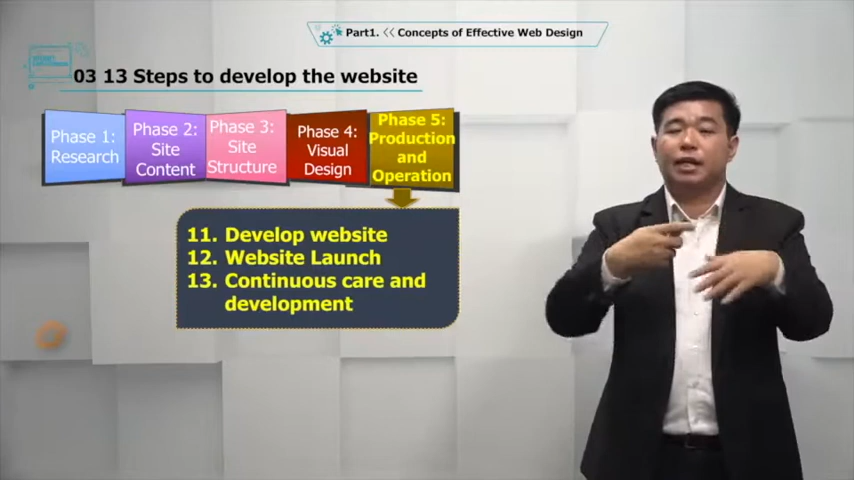 Part1. << Concepts of Effective Web Design
03 13 Steps to develop the website
Phase 1:
Research
Phase 2:
Site
Content
Phase 3:
Site
Structure
Phase 4:
Visual
Design
Phase 5:
Production
and
Operation
11. Develop website
12. Website Launch
13. Continuous care and
development